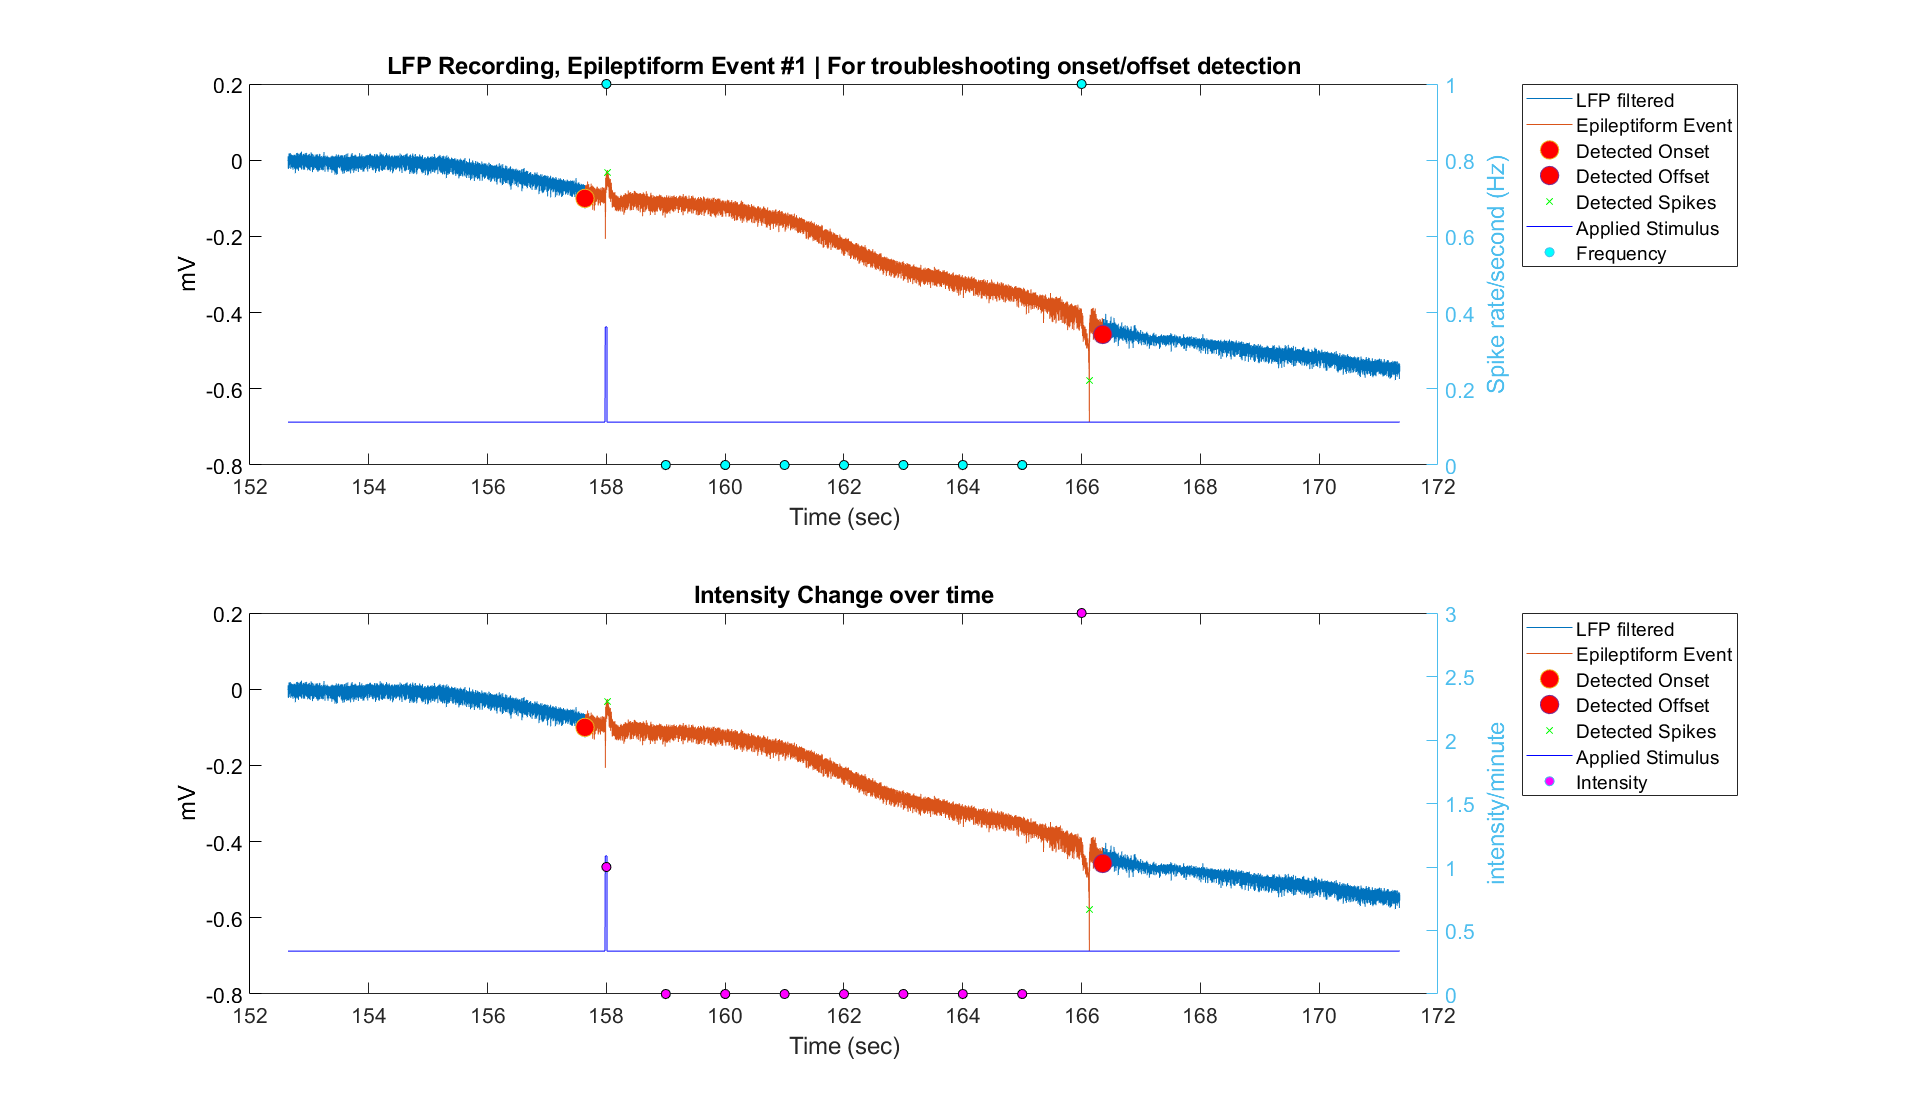 LFP Recording, Epileptiform Event #1 | For troubleshooting onset/offset detection
0.2
0
-0.2
-0.4
-0.6
-0.8
mV
152 154 156 158 160 162 164 166 168 170 172
Time (sec)
1
0.8
0.6
0.4
0.2
0
Spike rate/second (Hz)
LFP filtered
Epileptiform Event
Detected Onset
Detected Offset
Detected Spikes
Applied Stimulus
Frequency
Intensity Change over time
0.2
0
-0.2
-0.4
-0.6
-0.8
mV
152 154 156 158 160 162 164 166 168 170 172
Time (sec)
3
2.5
2
1.5
1
0.5
0
intensity/minute
LFP filtered
Epileptiform Event
Detected Onset
Detected Offset
Detected Spikes
Applied Stimulus
Intensity